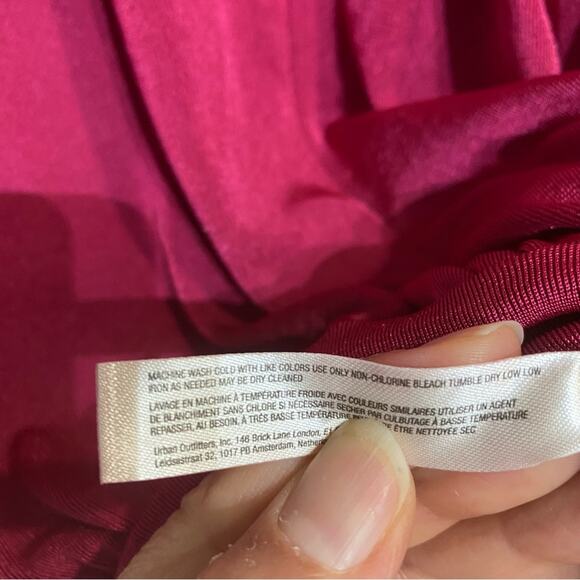 MACHINE WASH COLD WITH LIKE COLORS USE ONLY NON-CHLORINE BLEACH TUMBLE DRY LOW LOW
IRON AS NEEDED MAY BE DRY CLEANED
LAVAGE EN MACHINE À TEMPÉRATURE FROIDE AVEC COULEURS SIMILAIRES UTILISER UN AGENT
DE BLANCHIMENT SANS CHLORE SI NÉCESSAIRE SECHER PAR CULBUTAGE À BASSE TEMPÉRATURE
REPASSER, AU BESOIN, À TRÈS BASSE TEMPÉRATURE ÊTRE NETTOYÉE SEC
Urban Outfitters, Inc. 146 Brick Lane London,
Leidsestraat 32, 1017 PB Amsterdam,